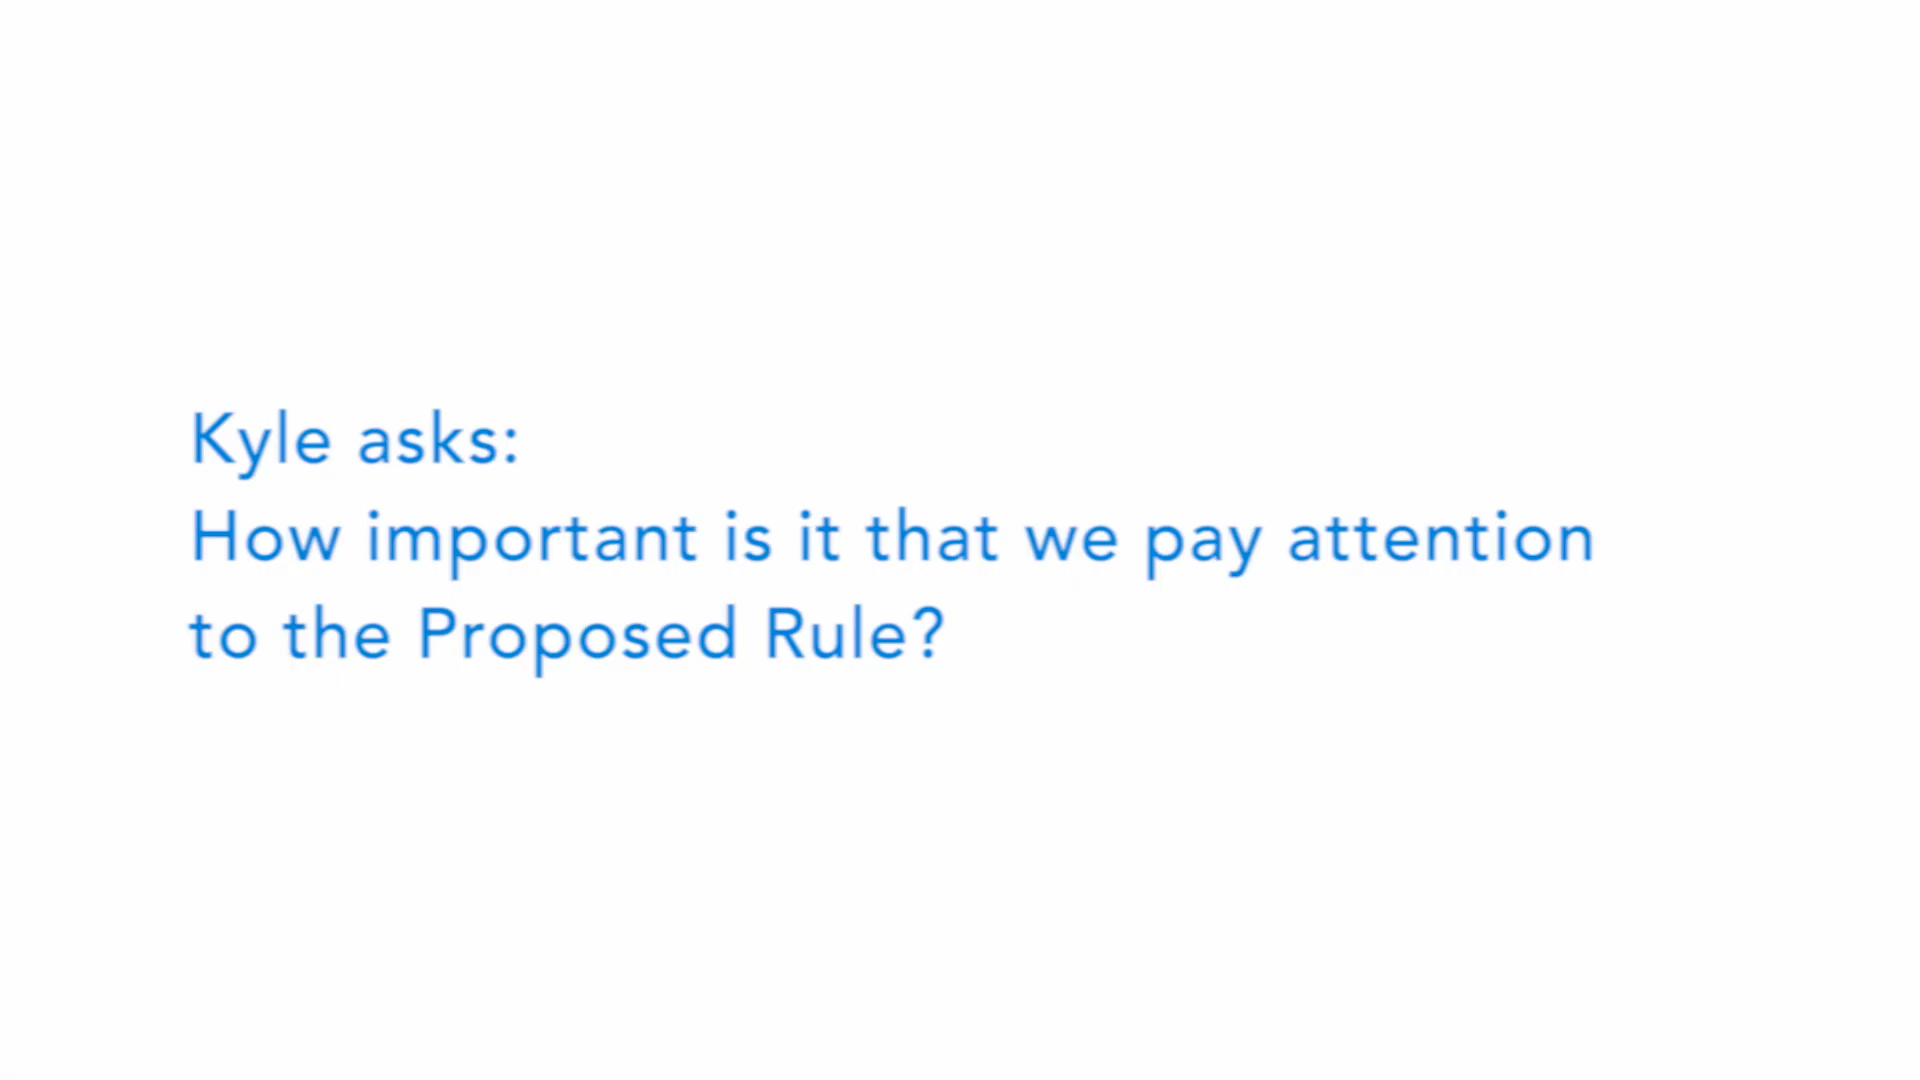 Kyle asks:
How important is it that we pay attention
to the Proposed Rule?